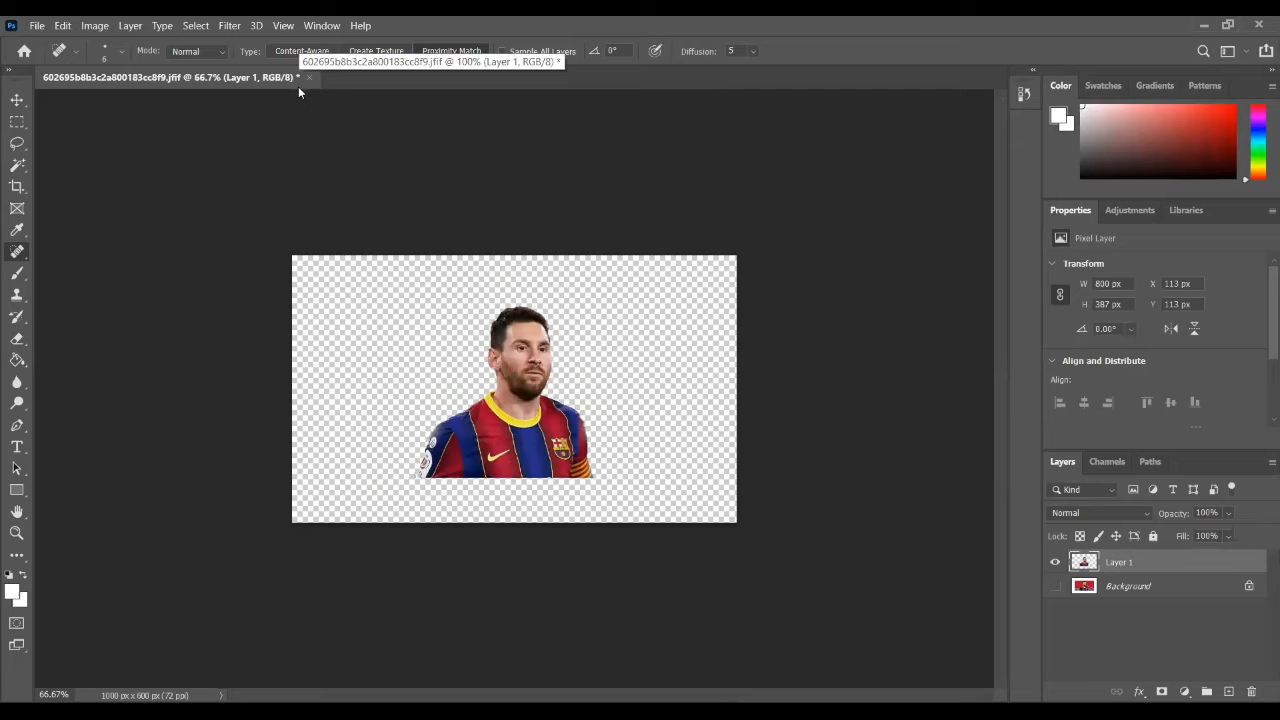 Ps File Edit Image Layer Type Select Filter 3D View Window Help
6 Mode: Normal Type: Content-Aware Create Texture Proximity Match Sample All Layers 0° Diffusion: 5
602695b8b3c2a800183cc8f9.jfif @ 100% (Layer 1, RGB/8) *
602695b8b3c2a800183cc8f9.jfif @ 66.7% (Layer 1, RGB/8) *
Color Swatches Gradients Patterns
Properties Adjustments Libraries
Pixel Layer
Transform
W 800 px X 113 px
H 387 px Y 113 px
0.00°
Align and Distribute
Align:
Layers Channels Paths
Kind
Normal Opacity: 100%
Lock: Fill: 100%
Layer 1
Background
66.67% 1000 px x 600 px (72 ppi)